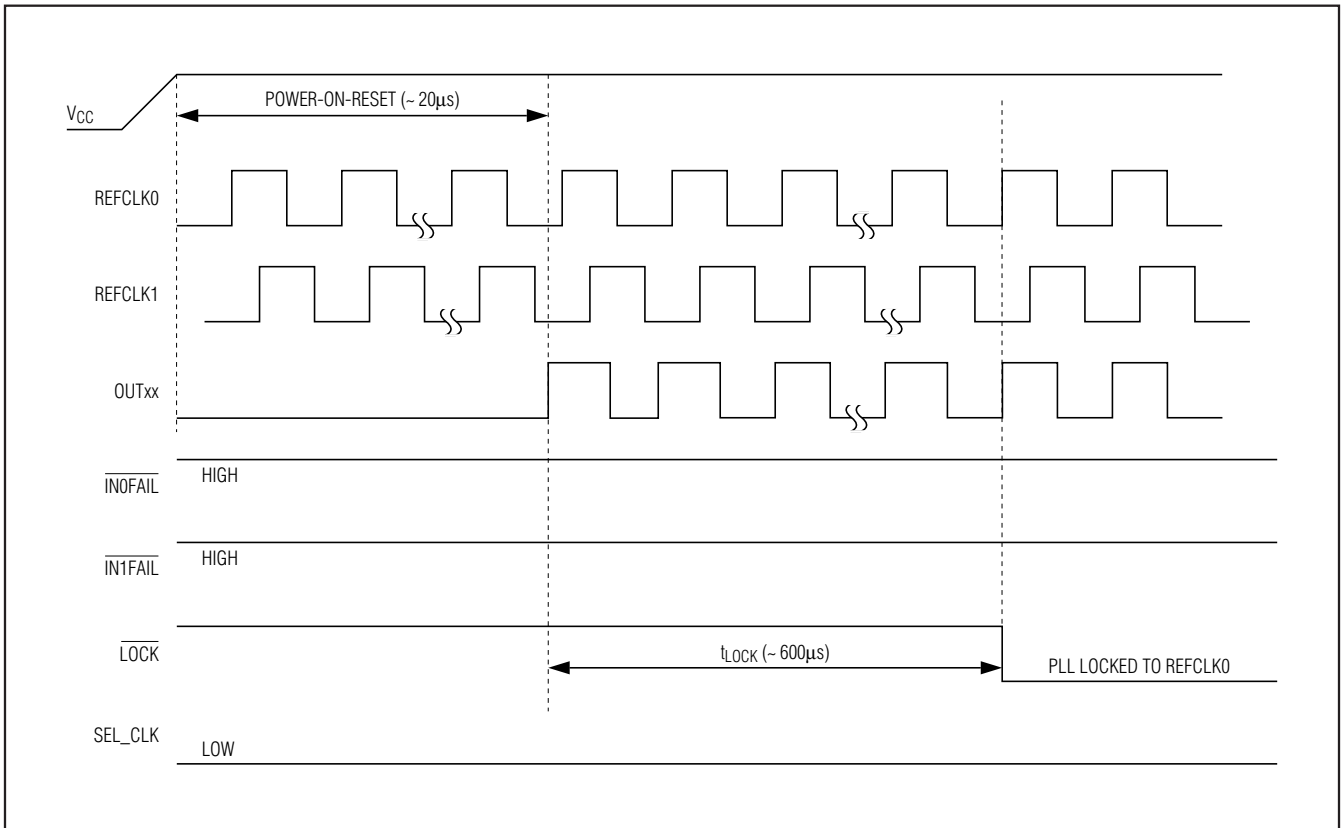 VCC
POWER-ON-RESET (~ 20µs)
REFCLK0
REFCLK1
OUTxx
IN0FAIL
HIGH
IN1FAIL
HIGH
LOCK
tLOCK (~ 600µs)
PLL LOCKED TO REFCLK0
SEL_CLK
LOW